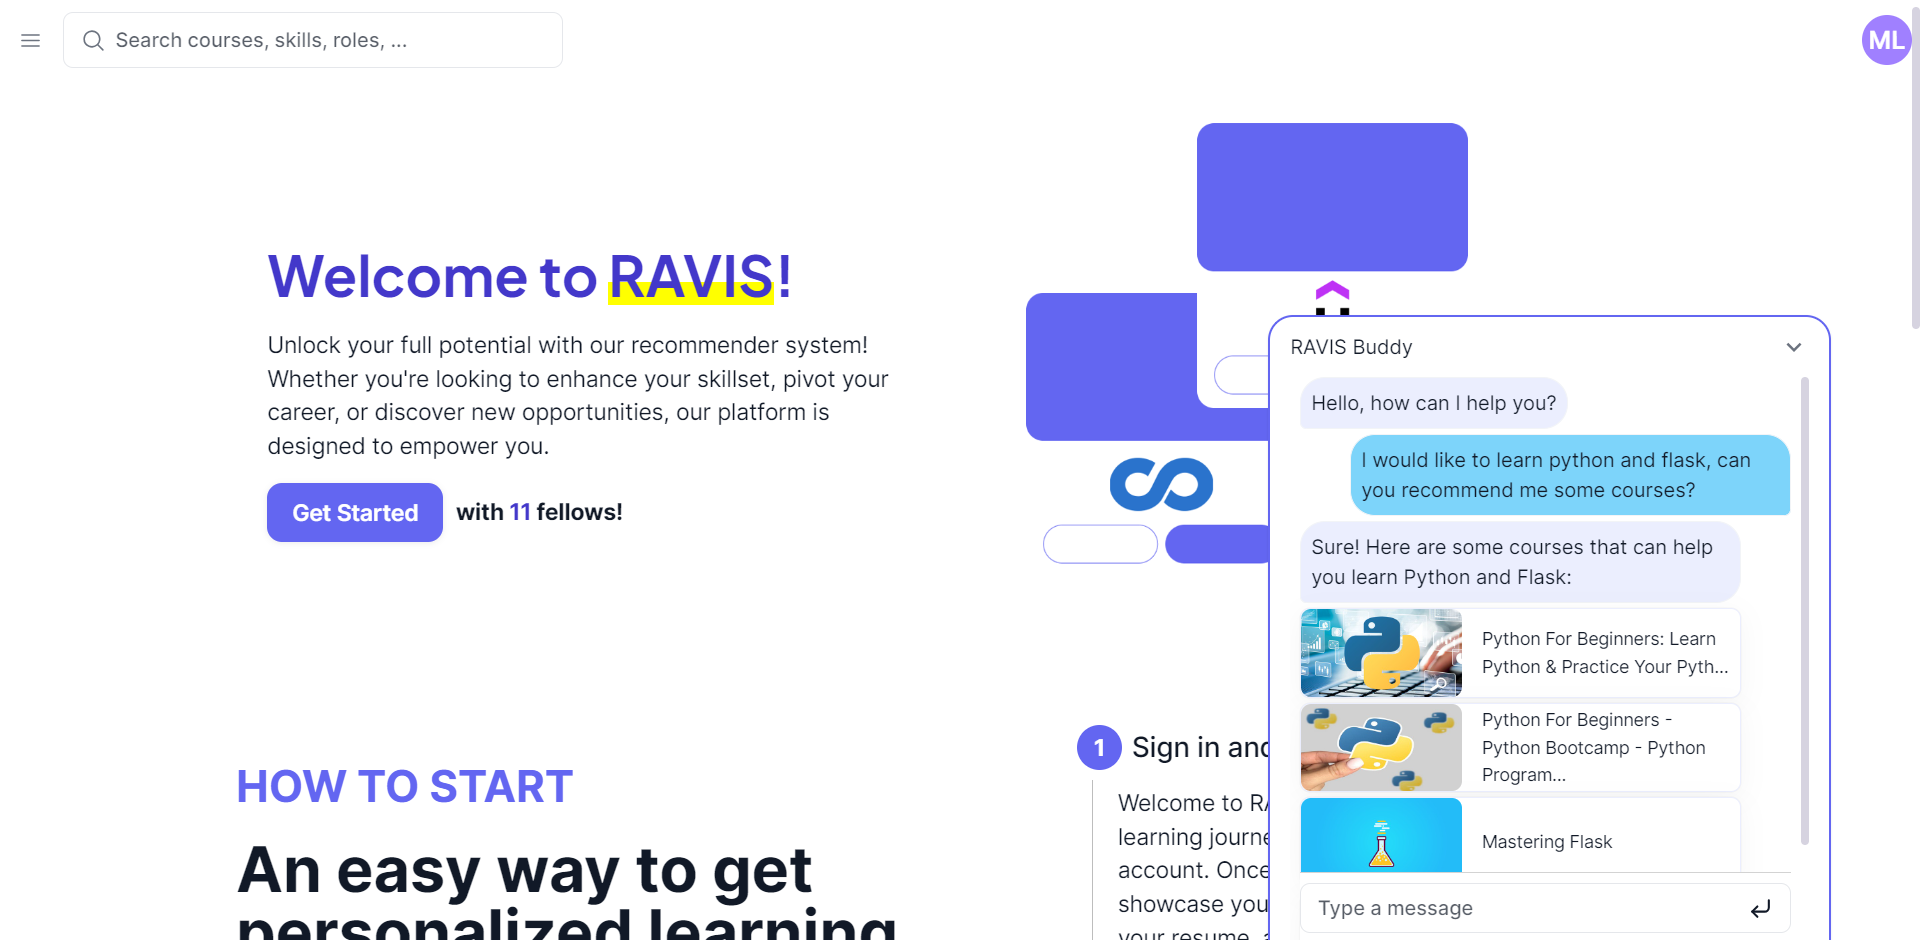 Search courses, skills, roles, ...
ML
Welcome to RAVIS!
Unlock your full potential with our recommender system!
Whether you're looking to enhance your skillset, pivot your
career, or discover new opportunities, our platform is
designed to empower you.
Get Started with 11 fellows!
HOW TO START
An easy way to get
personalized learning
1 Sign in and
Welcome to RA
learning journe
account. Once
showcase you
your resume, a
RAVIS Buddy
Hello, how can I help you?
I would like to learn python and flask, can
you recommend me some courses?
Sure! Here are some courses that can help
you learn Python and Flask:
Python For Beginners: Learn
Python & Practice Your Pyth...
Python For Beginners -
Python Bootcamp - Python
Program...
Mastering Flask
Type a message